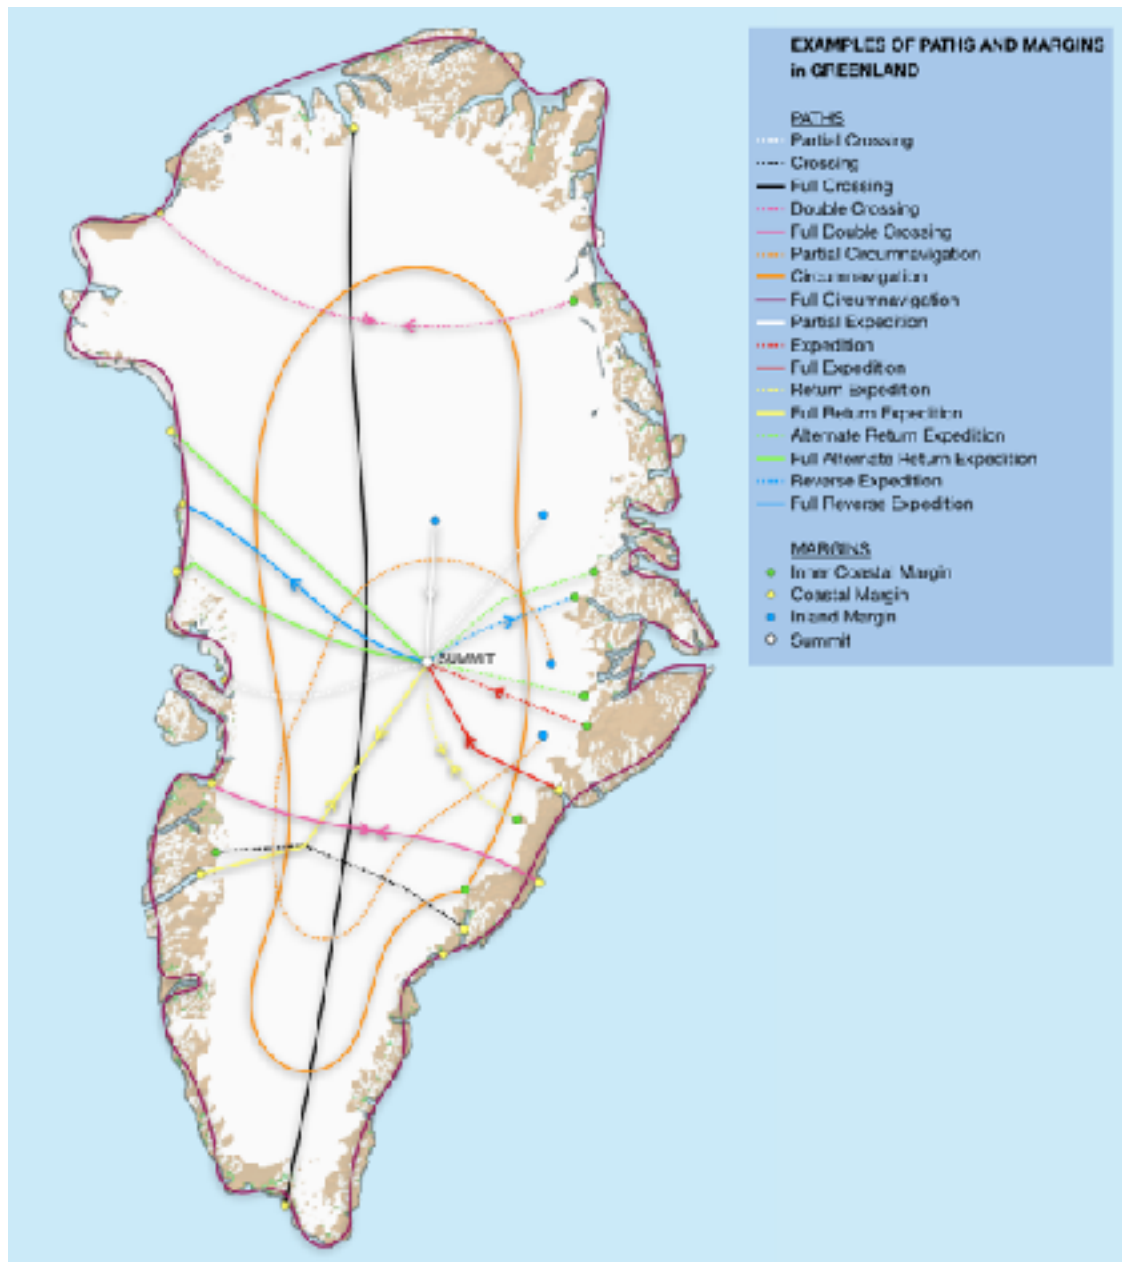 EXAMPLES OF PATHS AND MARGINS
in GREENLAND
PATHS
Partial Crossing
Crossing
Full Crossing
Double Crossing
Full Double Crossing
Partial Circumnavigation
Circumnavigation
Full Circumnavigation
Partial Expedition
Expedition
Full Expedition
Return Expedition
Full Return Expedition
Alternate Return Expedition
Full Alternate Return Expedition
Reverse Expedition
Full Reverse Expedition
MARGINS
Inner Coastal Margin
Coastal Margin
Inland Margin
Summit
SUMMIT